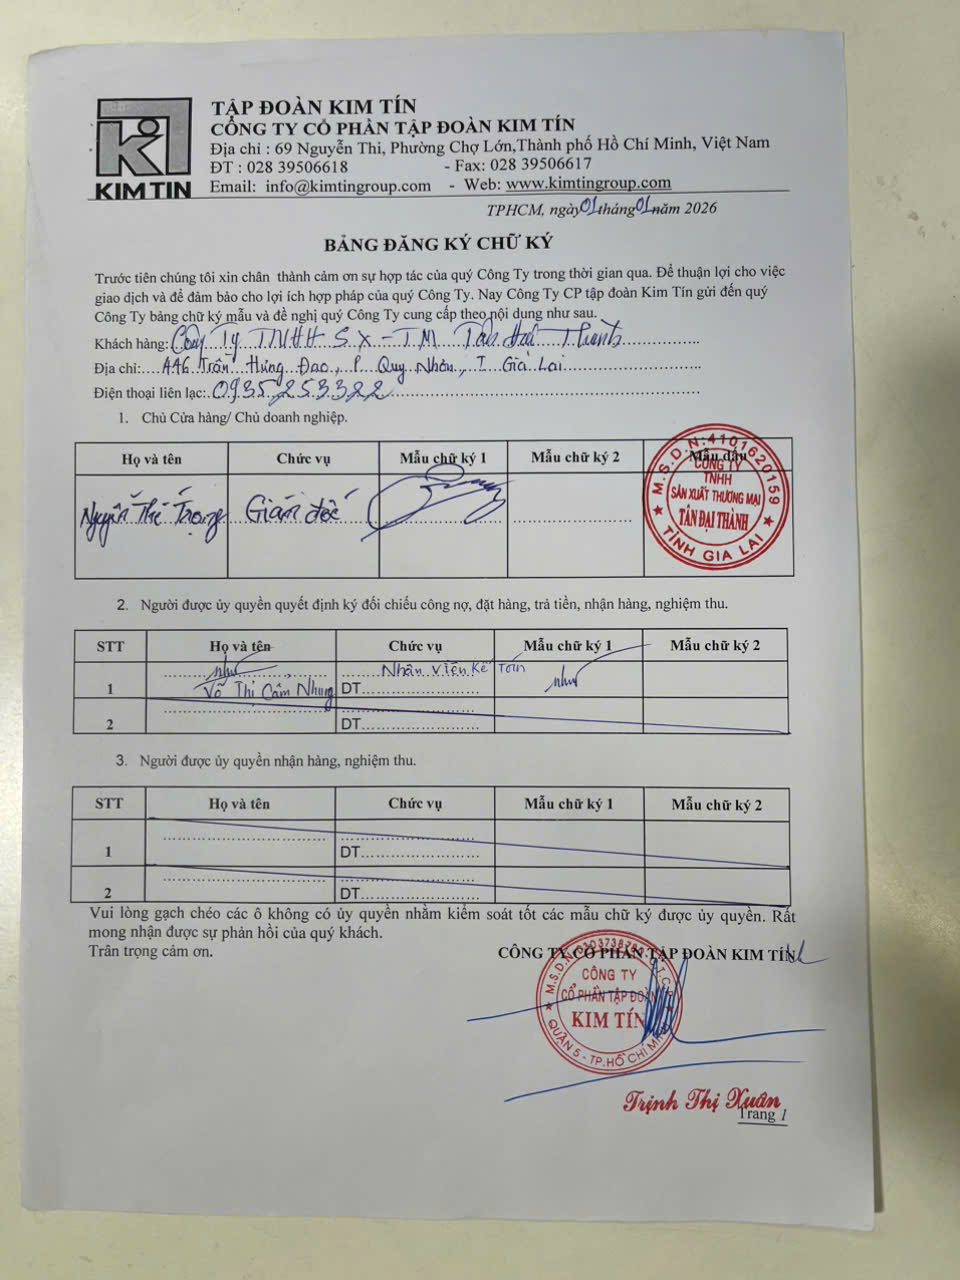 KIM TIN
TẬP ĐOÀN KIM TÍN
CÔNG TY CỔ PHẦN TẬP ĐOÀN KIM TÍN
Địa chỉ : 69 Nguyễn Thi, Phường Chợ Lớn,Thành phố Hồ Chí Minh, Việt Nam
ĐT : 028 39506618 - Fax: 028 39506617
Email: info@kimtingroup.com - Web: www.kimtingroup.com
TPHCM, ngày 01 tháng 01 năm 2026
BẢNG ĐĂNG KÝ CHỮ KÝ
Trước tiên chúng tôi xin chân thành cảm ơn sự hợp tác của quý Công Ty trong thời gian qua. Để thuận lợi cho việc
giao dịch và để đảm bảo cho lợi ích hợp pháp của quý Công Ty. Nay Công Ty CP tập đoàn Kim Tín gửi đến quý
Công Ty bảng chữ ký mẫu và đề nghị quý Công Ty cung cấp theo nội dung như sau.
Khách hàng: Công Ty TNHH SX - TM Tân Đại Thành
Địa chỉ: 446 Trần Hưng Đạo, P. Quy Nhơn, T. Gia Lai
Điện thoại liên lạc: 0935253322
1. Chủ Cửa hàng/ Chủ doanh nghiệp.
Họ và tên Chức vụ Mẫu chữ ký 1 Mẫu chữ ký 2 Mẫu dấu
Nguyễn Thế Trọng Giám đốc
M.S.D.N:4101620159
CÔNG TY
TNHH
SẢN XUẤT THƯƠNG MẠI
TÂN ĐẠI THÀNH
TỈNH GIA LAI
2. Người được ủy quyền quyết định ký đối chiếu công nợ, đặt hàng, trả tiền, nhận hàng, nghiệm thu.
STT Họ và tên Chức vụ Mẫu chữ ký 1 Mẫu chữ ký 2
như Nhân Viên Kế Toán như
1 Võ Thị Cẩm Nhung DT
2 DT
3. Người được ủy quyền nhận hàng, nghiệm thu.
STT Họ và tên Chức vụ Mẫu chữ ký 1 Mẫu chữ ký 2
1 DT
2 DT
Vui lòng gạch chéo các ô không có ủy quyền nhằm kiểm soát tốt các mẫu chữ ký được ủy quyền. Rất
mong nhận được sự phản hồi của quý khách.
Trân trọng cảm ơn.
CÔNG TY CỔ PHẦN TẬP ĐOÀN KIM TÍN
CÔNG TY
CỔ PHẦN TẬP ĐOÀN
KIM TÍN
QUẬN 5 - TP.HỒ CHÍ MINH
Trịnh Thị Xuân
Trang 1